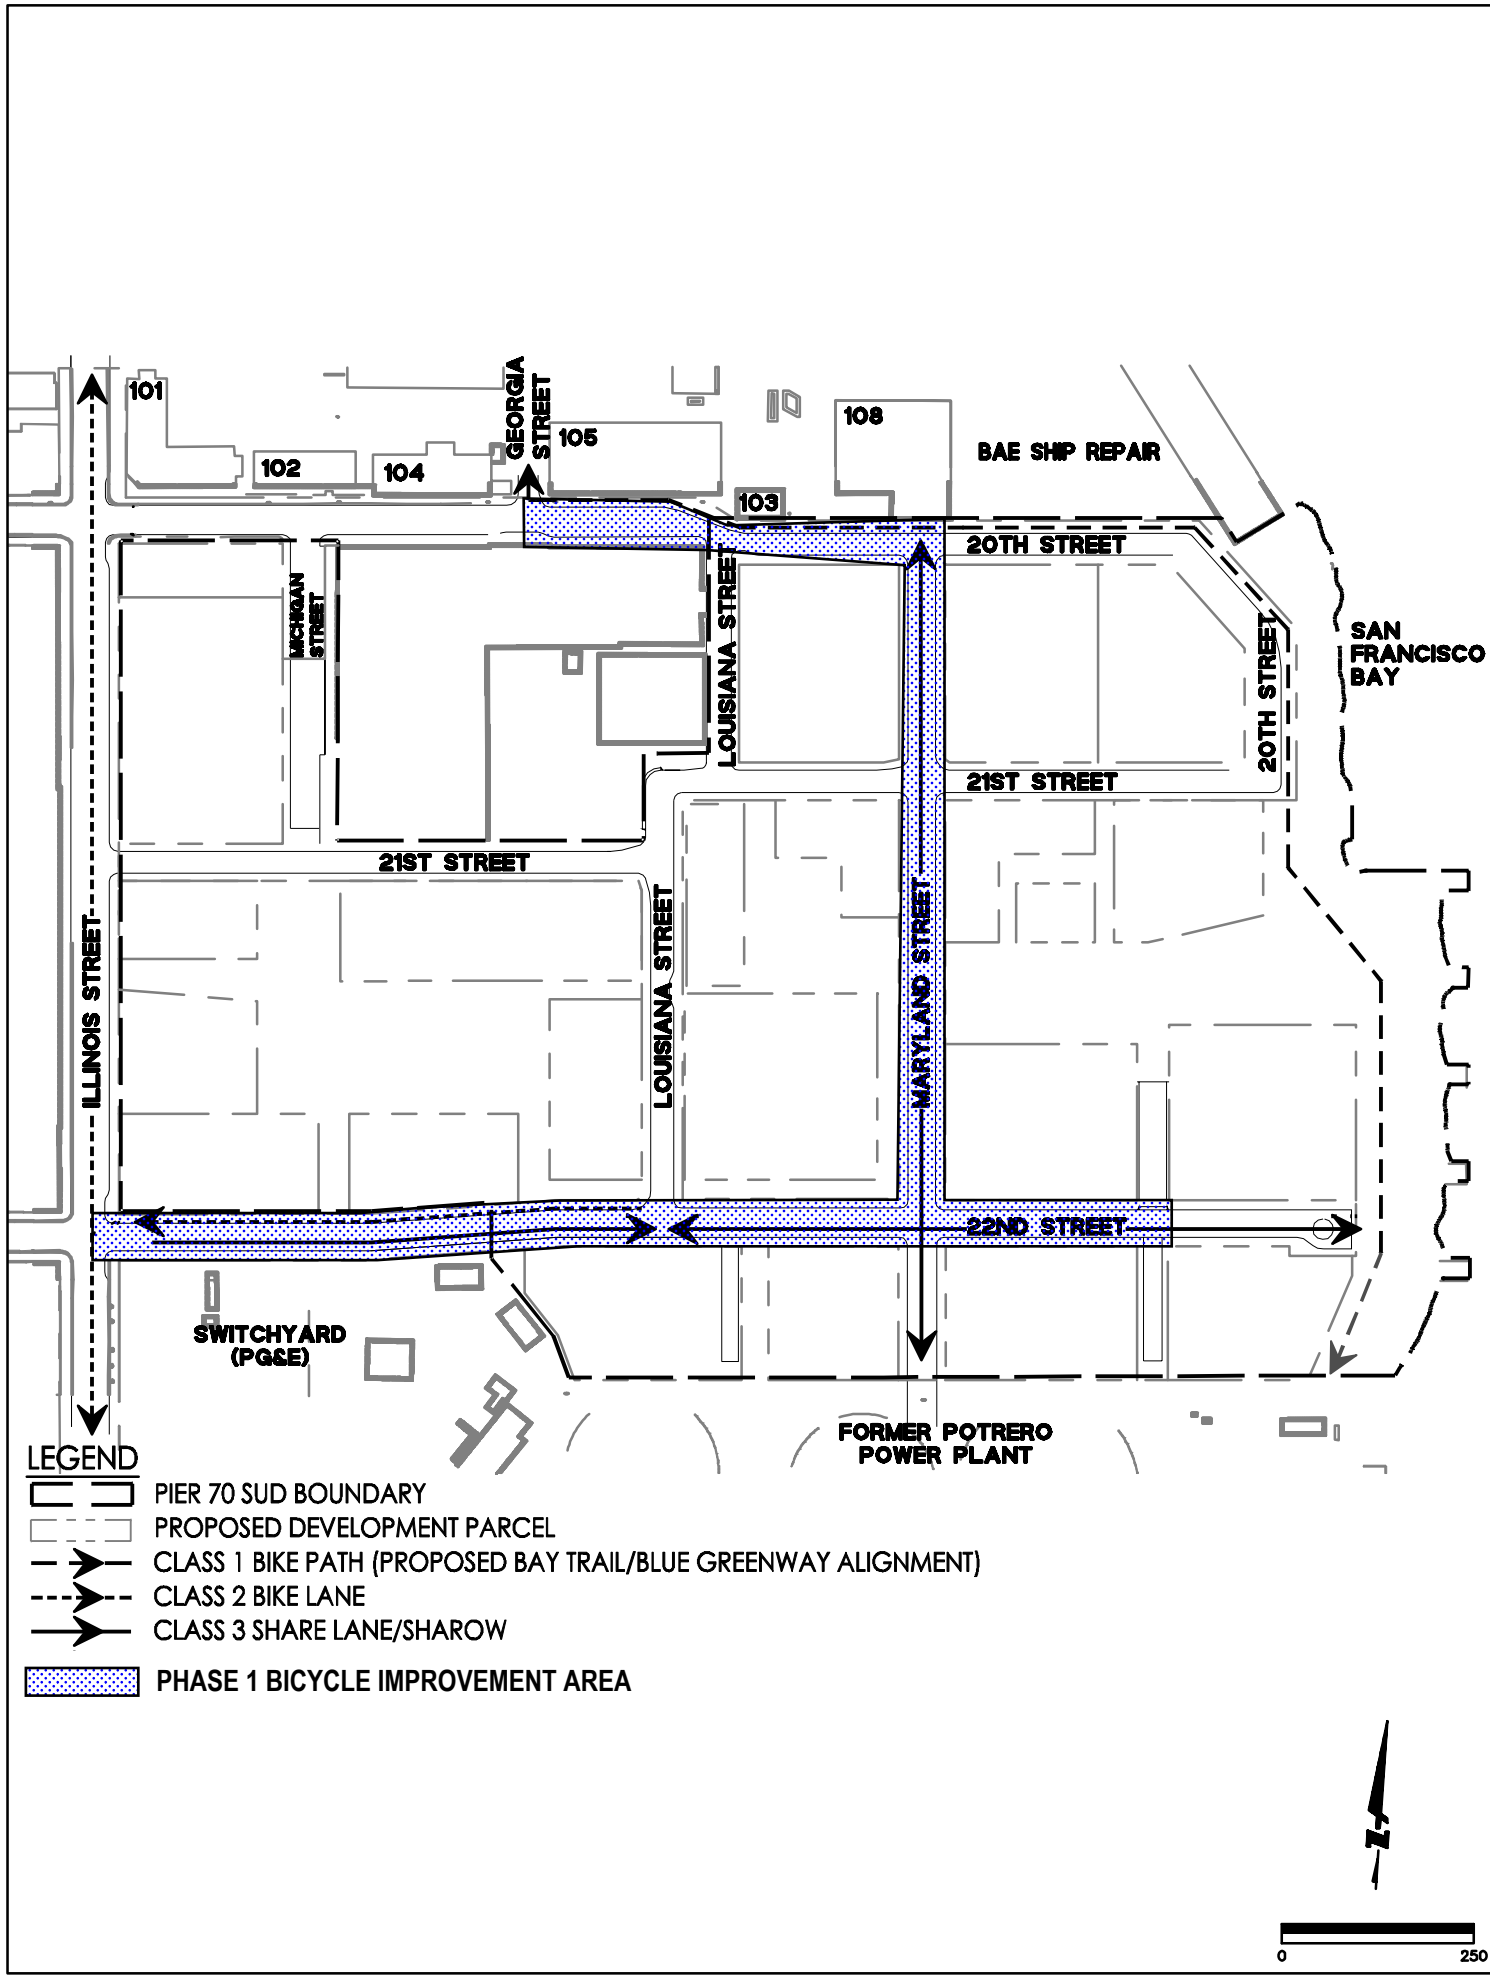 101
102
104
GEORGIA
STREET
105
103
108
BAE SHIP REPAIR
20TH STREET
MICHIGAN
STREET
LOUISIANA STREET
20TH STREET
SAN
FRANCISCO
BAY
21ST STREET
21ST STREET
ILLINOIS STREET
LOUISIANA STREET
MARYLAND STREET
22ND STREET
SWITCHYARD
(PG&E)
FORMER POTRERO
POWER PLANT
LEGEND
PIER 70 SUD BOUNDARY
PROPOSED DEVELOPMENT PARCEL
CLASS 1 BIKE PATH (PROPOSED BAY TRAIL/BLUE GREENWAY ALIGNMENT)
CLASS 2 BIKE LANE
CLASS 3 SHARE LANE/SHAROW
PHASE 1 BICYCLE IMPROVEMENT AREA
Z
0 250